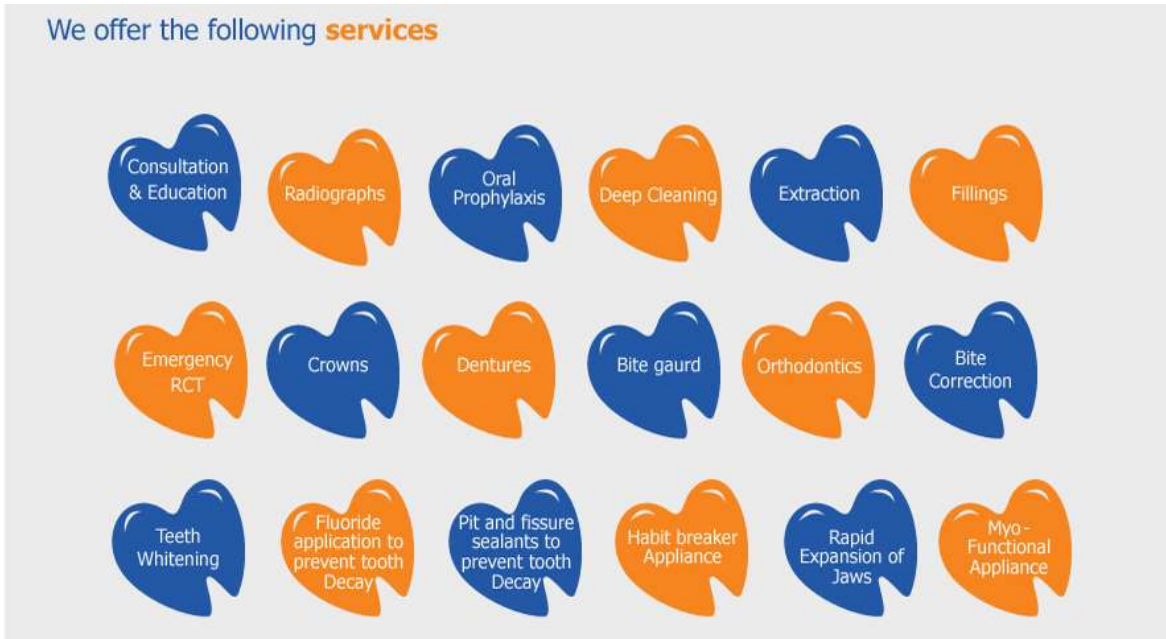 We offer the following services
Consultation
& Education
Radiographs
Oral
Prophylaxis
Deep Cleaning
Extraction
Fillings
Emergency
RCT
Crowns
Dentures
Bite gaurd
Orthodontics
Bite
Correction
Teeth
Whitening
Fluoride
application to
prevent tooth
Decay
Pit and fissure
sealants to
prevent tooth
Decay
Habit breaker
Appliance
Rapid
Expansion of
Jaws
Myo -
Functional
Appliance